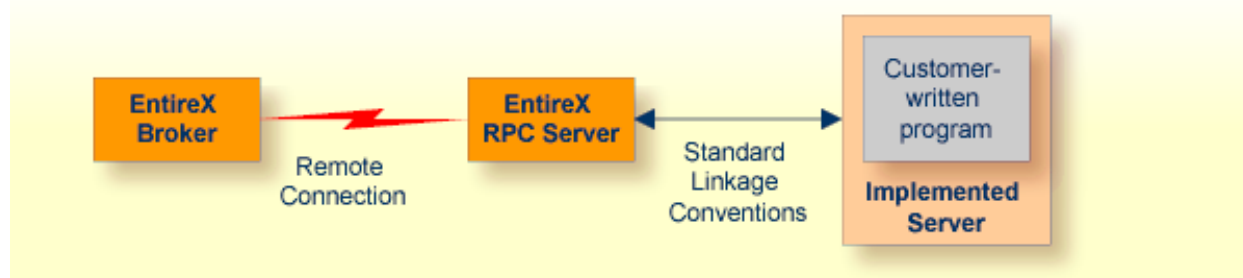 EntireX
Broker
Remote
Connection
EntireX
RPC Server
Standard
Linkage
Conventions
Customer-
written
program
Implemented
Server